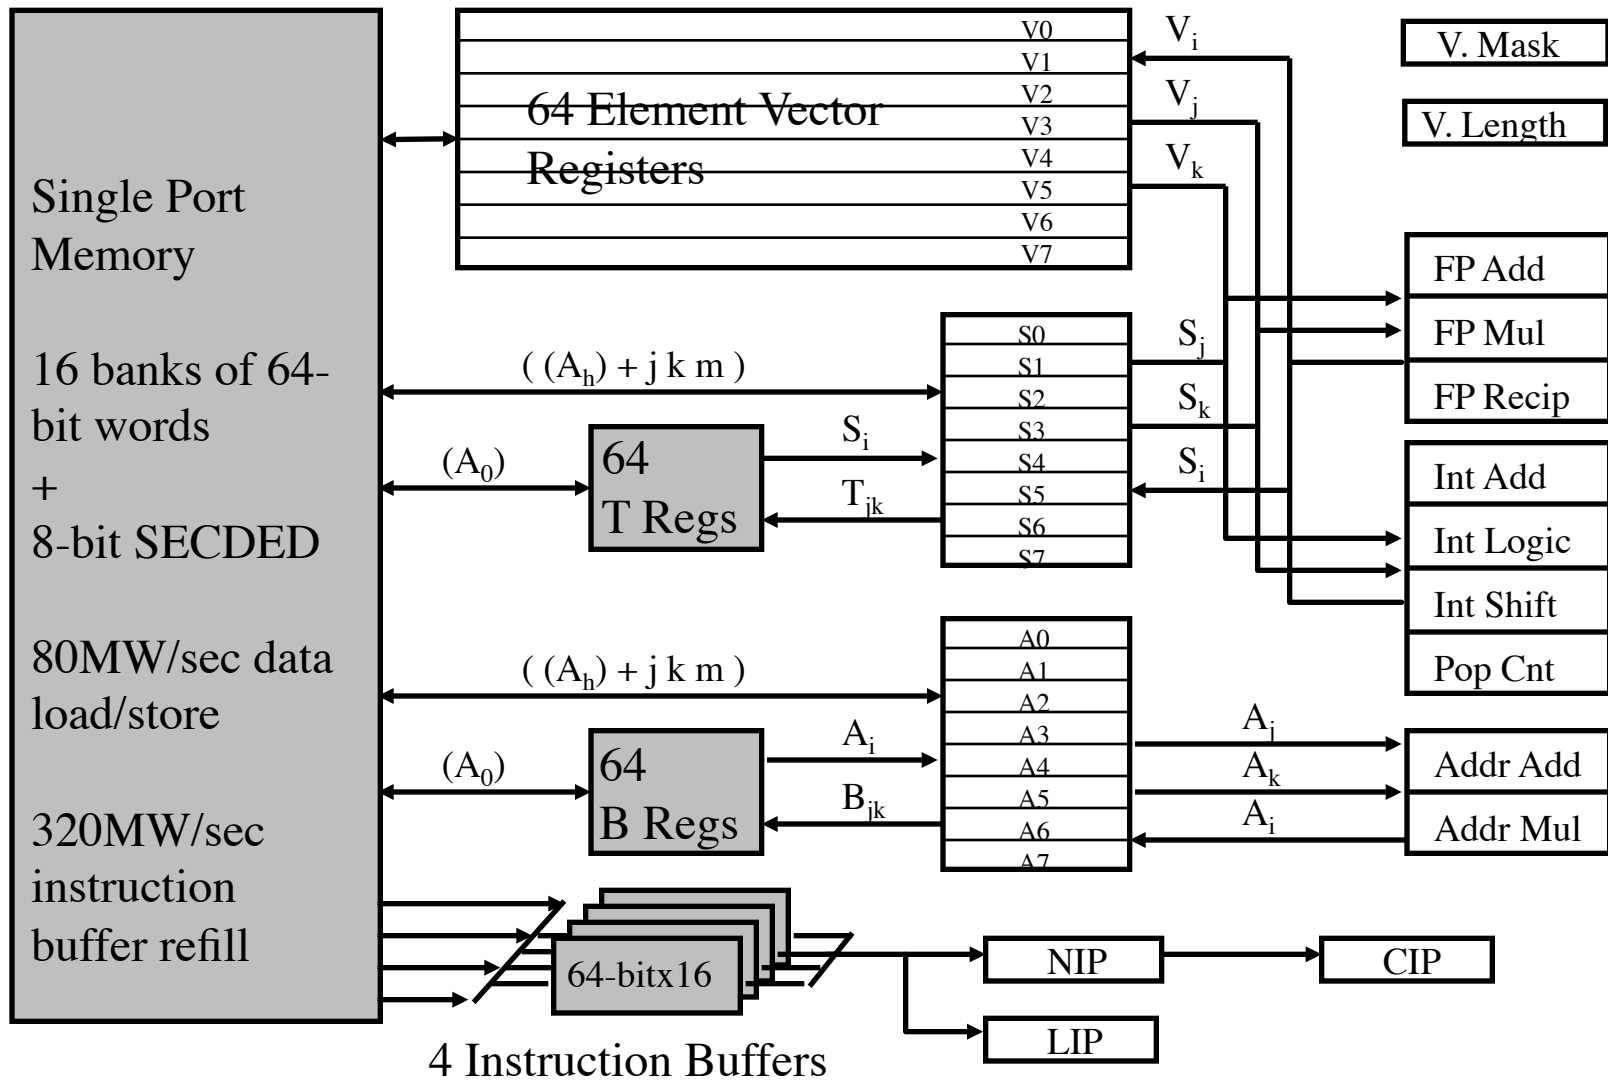 Single Port
Memory
16 banks of 64-
bit words
+
8-bit SECDED
80MW/sec data
load/store
320MW/sec
instruction
buffer refill
64 Element Vector
Registers
V0
V1
V2
V3
V4
V5
V6
V7
Vi
Vj
Vk
V. Mask
V. Length
( (Ah) + j k m )
(A0)
64
T Regs
Si
Tjk
S0
S1
S2
S3
S4
S5
S6
S7
Sj
Sk
Si
FP Add
FP Mul
FP Recip
Int Add
Int Logic
Int Shift
Pop Cnt
( (Ah) + j k m )
(A0)
64
B Regs
Ai
Bjk
A0
A1
A2
A3
A4
A5
A6
A7
Aj
Ak
Ai
Addr Add
Addr Mul
64-bitx16
4 Instruction Buffers
NIP
CIP
LIP